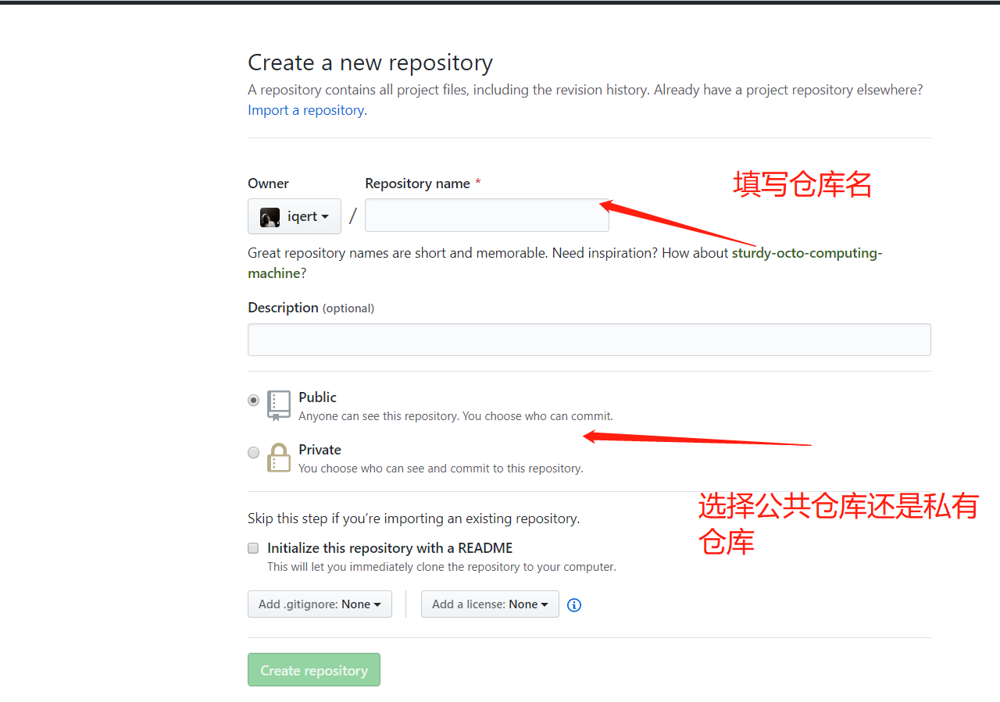 Create a new repository
A repository contains all project files, including the revision history. Already have a project repository elsewhere?
Import a repository.
填写仓库名
Owner
Repository name *
iqert
/
Great repository names are short and memorable. Need inspiration? How about sturdy-octo-computing-
machine?
Description (optional)
Public
Anyone can see this repository. You choose who can commit.
Private
You choose who can see and commit to this repository.
选择公共仓库还是私有
仓库
Skip this step if you’re importing an existing repository.
Initialize this repository with a README
This will let you immediately clone the repository to your computer.
Add .gitignore: None
Add a license: None
Create repository